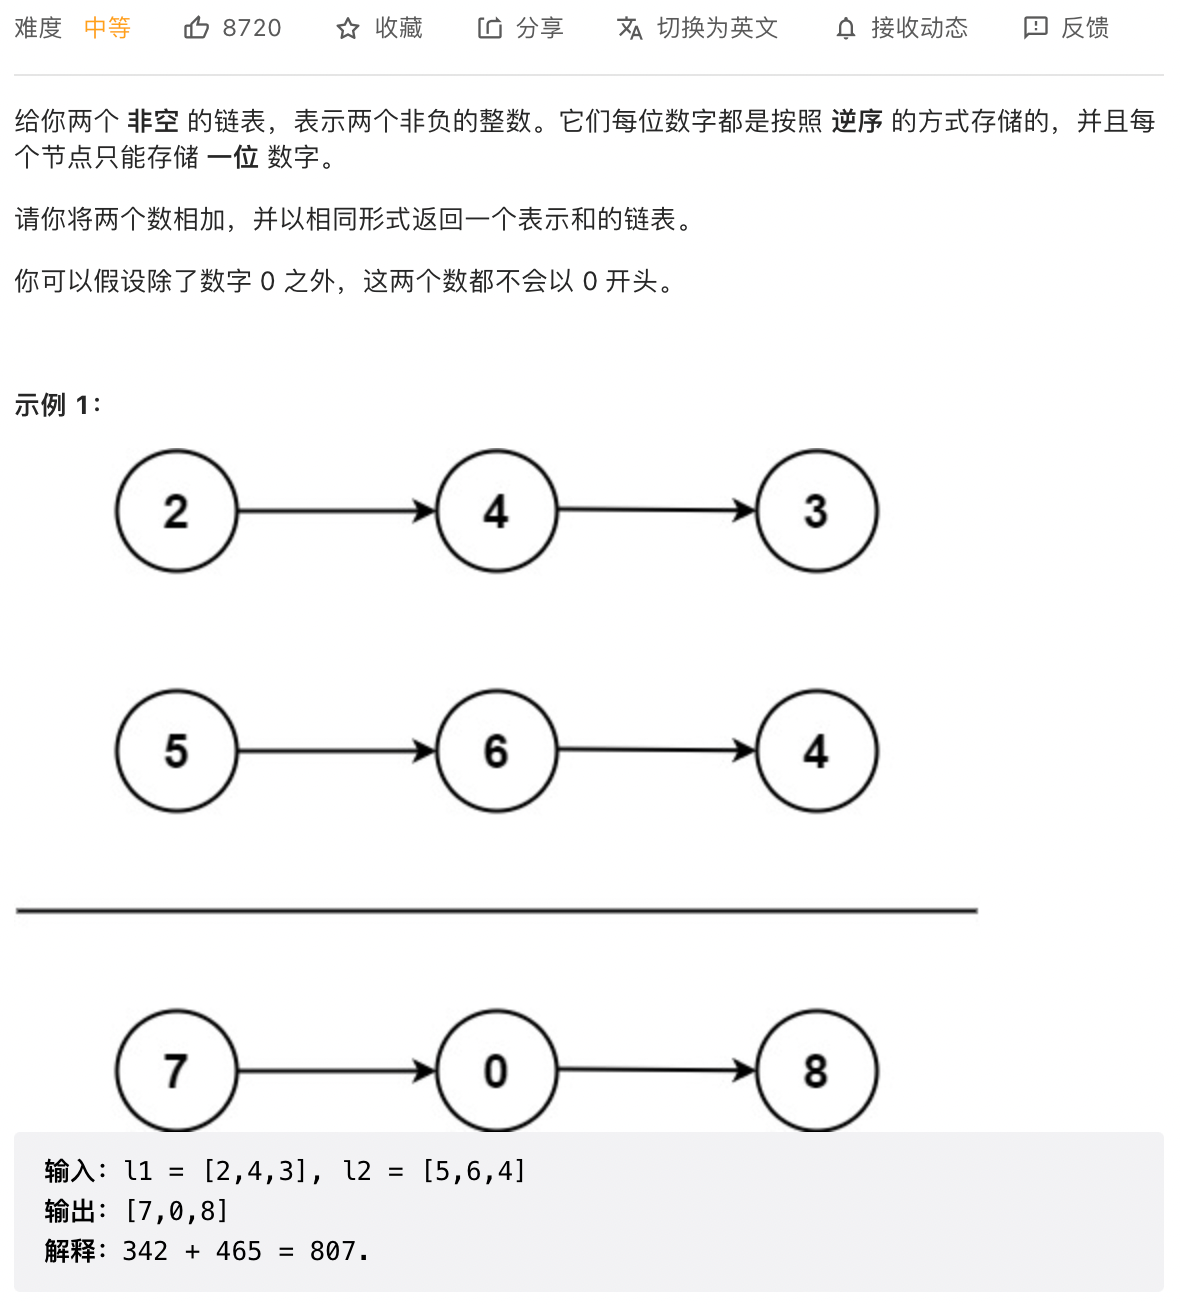 难度 中等 8720 收藏 分享 切换为英文 接收动态 反馈
给你两个 非空 的链表，表示两个非负的整数。它们每位数字都是按照 逆序 的方式存储的，并且每
个节点只能存储 一位 数字。
请你将两个数相加，并以相同形式返回一个表示和的链表。
你可以假设除了数字 0 之外，这两个数都不会以 0 开头。
示例 1：
2 4 3
5 6 4
7 0 8
输入：l1 = [2,4,3], l2 = [5,6,4]
输出：[7,0,8]
解释：342 + 465 = 807.